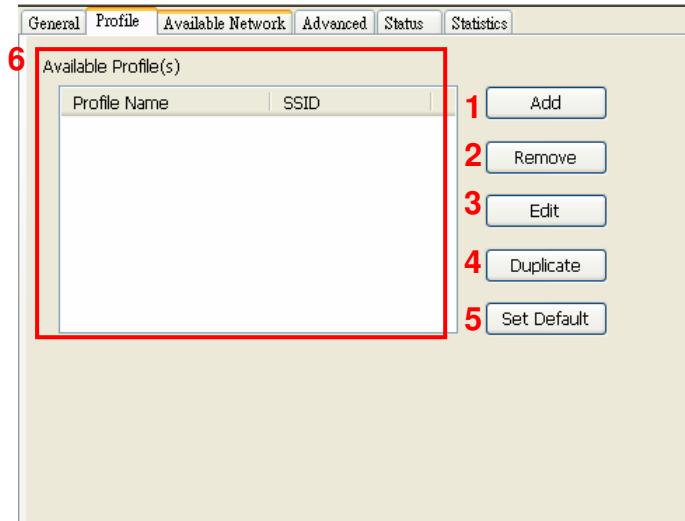 General Profile Available Network Advanced Status Statistics
6 Available Profile(s)
Profile Name SSID
1 Add
2 Remove
3 Edit
4 Duplicate
5 Set Default